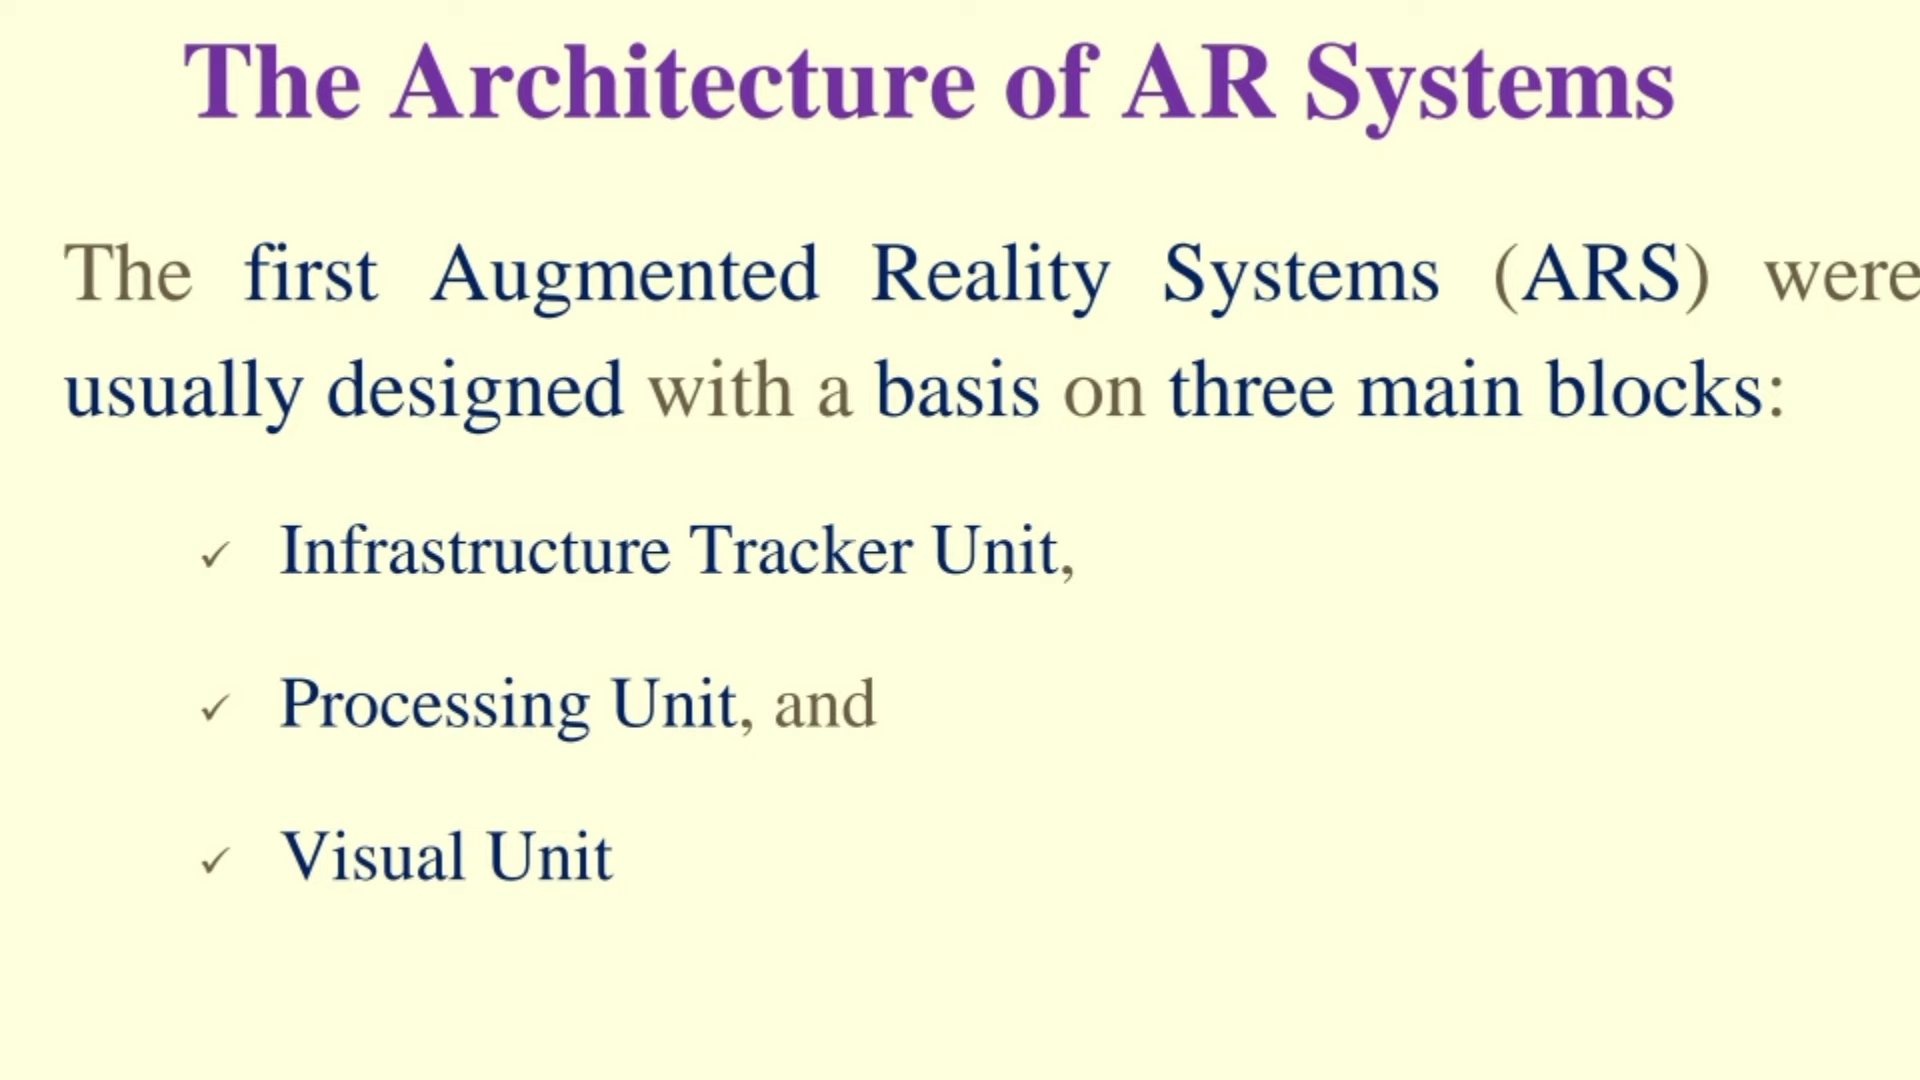 The Architecture of AR Systems
The first Augmented Reality Systems (ARS) were
usually designed with a basis on three main blocks:
✓ Infrastructure Tracker Unit,
✓ Processing Unit, and
✓ Visual Unit